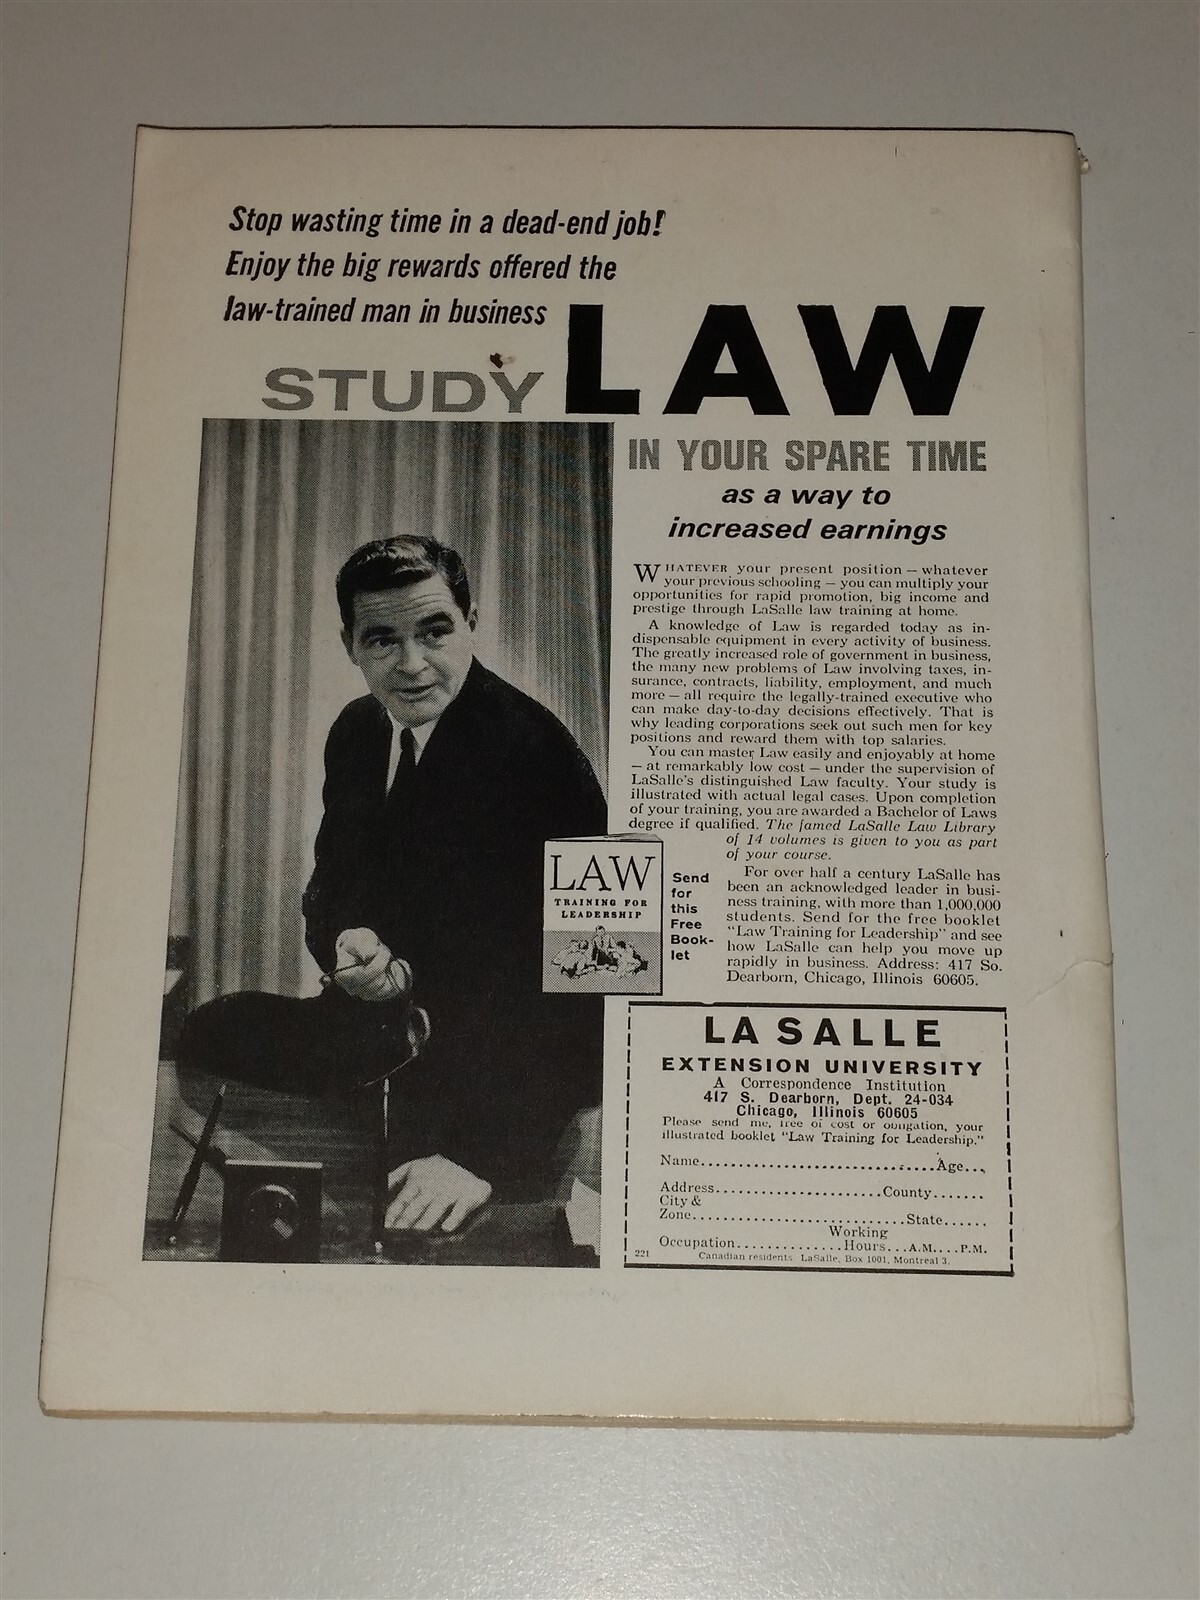 Stop wasting time in a dead-end job!
Enjoy the big rewards offered the
law-trained man in business
STUDY LAW
IN YOUR SPARE TIME
as a way to
increased earnings
WHATEVER your present position — whatever
your previous schooling — you can multiply your
opportunities for rapid promotion, big income and
prestige through LaSalle law training at home.
A knowledge of Law is regarded today as in-
dispensable equipment in every activity of business.
The greatly increased role of government in business,
the many new problems of Law involving taxes, in-
surance, contracts, liability, employment, and much
more — all require the legally-trained executive who
can make day-to-day decisions effectively. That is
why leading corporations seek out such men for key
positions and reward them with top salaries.
You can master Law easily and enjoyably at home
— at remarkably low cost — under the supervision of
LaSalle's distinguished Law faculty. Your study is
illustrated with actual legal cases. Upon completion
of your training, you are awarded a Bachelor of Laws
degree if qualified. The famed LaSalle Law Library
of 14 volumes is given to you as part
of your course.
For over half a century LaSalle has
been an acknowledged leader in busi-
ness training, with more than 1,000,000
students. Send for the free booklet
"Law Training for Leadership" and see
how LaSalle can help you move up
rapidly in business. Address: 417 So.
Dearborn, Chicago, Illinois 60605.
LAW
TRAINING FOR
LEADERSHIP
Send
for
this
Free
Book-
let
LA SALLE
EXTENSION UNIVERSITY
A Correspondence Institution
417 S. Dearborn, Dept. 24-034
Chicago, Illinois 60605
Please send me, free of cost or obligation, your
illustrated booklet "Law Training for Leadership."
Name..............................Age....
Address......................County.......
City &
Zone...........................State......
Working
Occupation.............Hours...A.M....P.M.
221 Canadian residents LaSalle, Box 1001, Montreal 3.